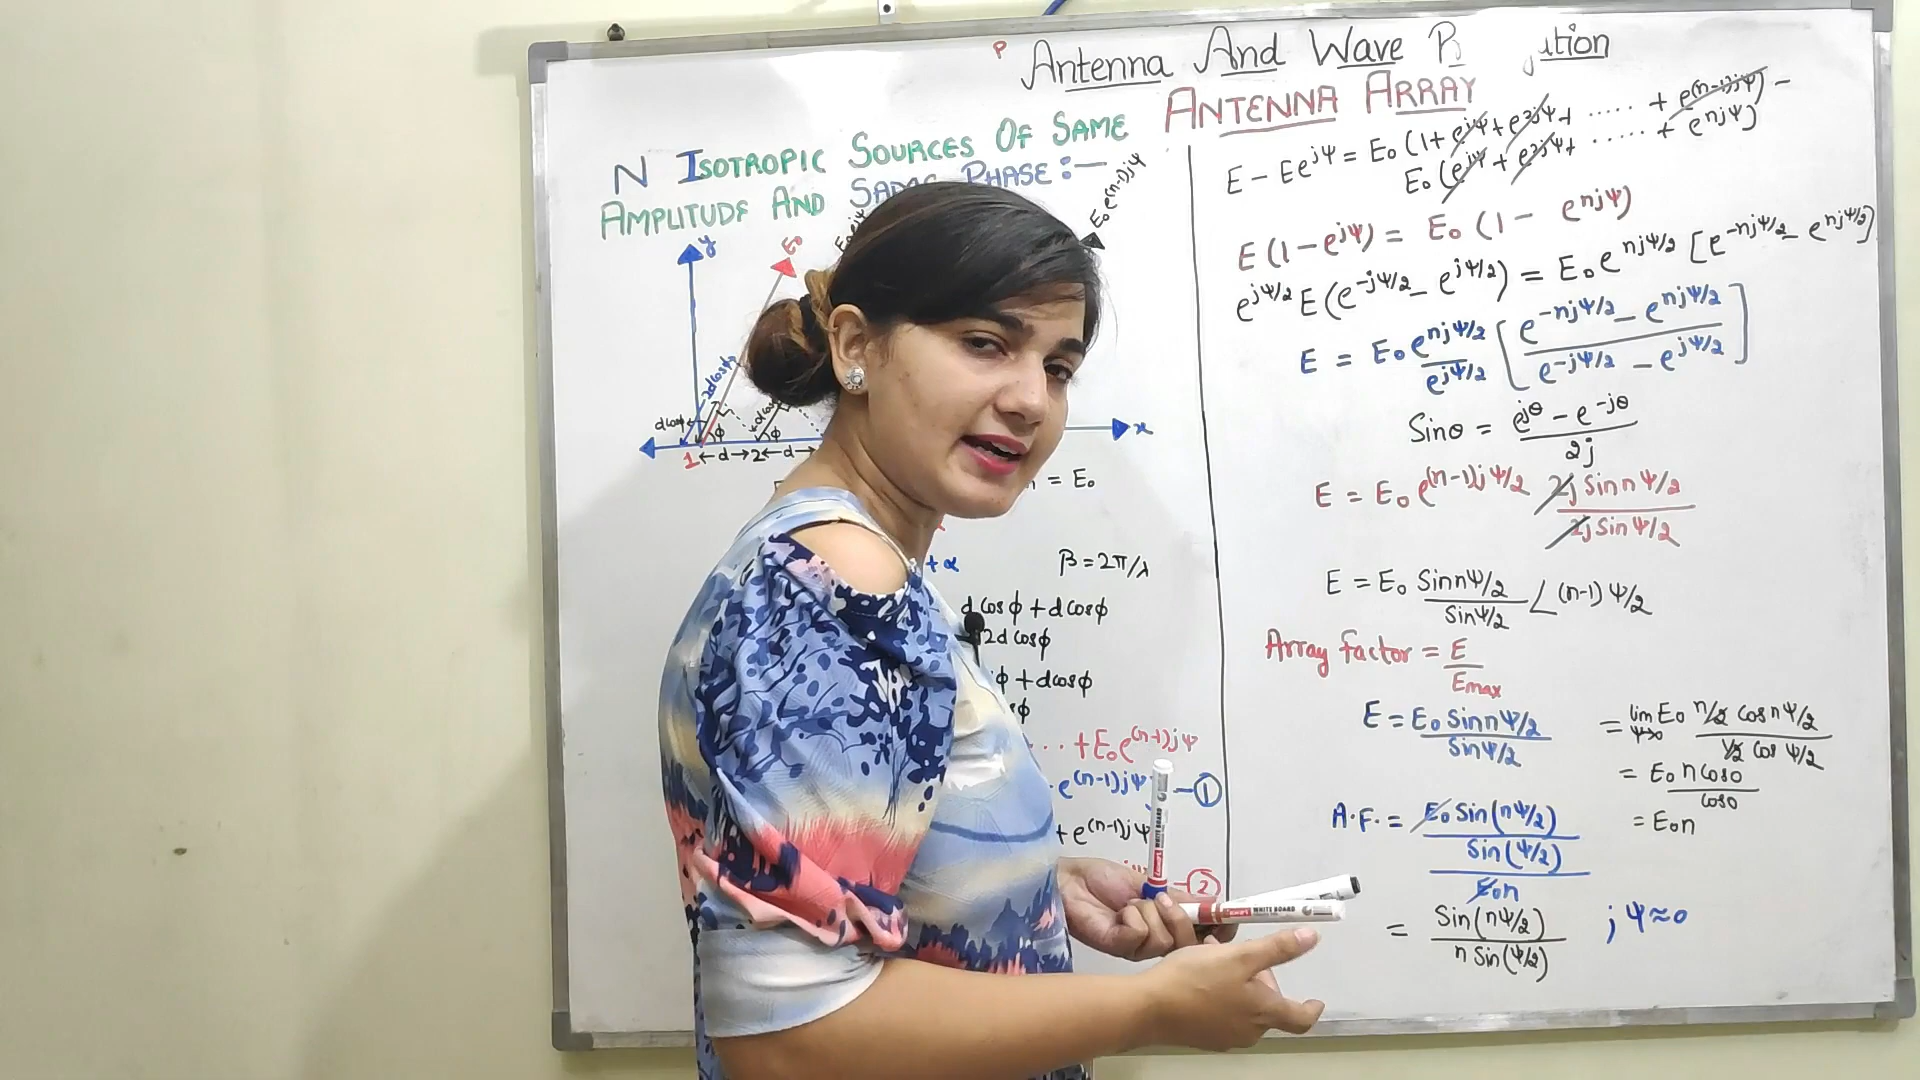 P Antenna And Wave
ANTENNA ARRAY
N ISOTROPIC SOURCES OF SAME
AMPLITUDE AND SAME PHASE :—
y
E₀
E₀e^(n-1)jψ
2dcosφ
dcosφ
φ
φ
x
1 ←d→ 2 ←d→
= E₀
+ α
β = 2π/λ
dcosφ + dcosφ
2dcosφ
φ + dcosφ
+ E₀e^(n-1)jψ
e^(n-1)jψ — ①
+ e^(n-1)jψ
— ②
E - Ee^jψ = E₀ (1 + e^jψ + e^2jψ + ...... + e^(n-1)jψ) -
E₀ (e^jψ + e^2jψ + ...... + e^njψ)
E (1 - e^jψ) = E₀ (1 - e^njψ)
e^jψ/2 E (e^-jψ/2 - e^jψ/2) = E₀ e^njψ/2 [e^-njψ/2 - e^njψ/2]
E = E₀ e^njψ/2 / e^jψ/2 [e^-njψ/2 - e^njψ/2 / e^-jψ/2 - e^jψ/2]
Sinθ = e^jθ - e^-jθ / 2j
E = E₀ e^(n-1)jψ/2 2j Sin nψ/2 / 2j Sin ψ/2
E = E₀ Sin nψ/2 / Sin ψ/2 ∠(n-1)ψ/2
Array factor = E / Emax
E = E₀ Sin nψ/2 / Sin ψ/2
= lim ψ→0 E₀ n/2 cos nψ/2 / 1/2 cos ψ/2
= E₀ n cos0 / cos0
= E₀n
A.F. = E₀ Sin(nψ/2) / Sin(ψ/2) / E₀n
= Sin(nψ/2) / n Sin(ψ/2) ; ψ≈0